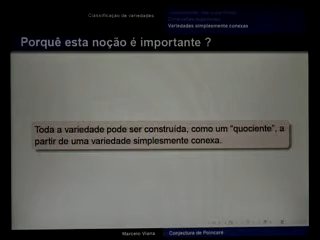 Classificação de variedades
Variedades simplesmente conexas
Porquê esta noção é importante ?
Toda a variedade pode ser construída, como um “quociente”, a
partir de uma variedade simplesmente conexa.
Marcelo Viana
Conjectura de Poincaré